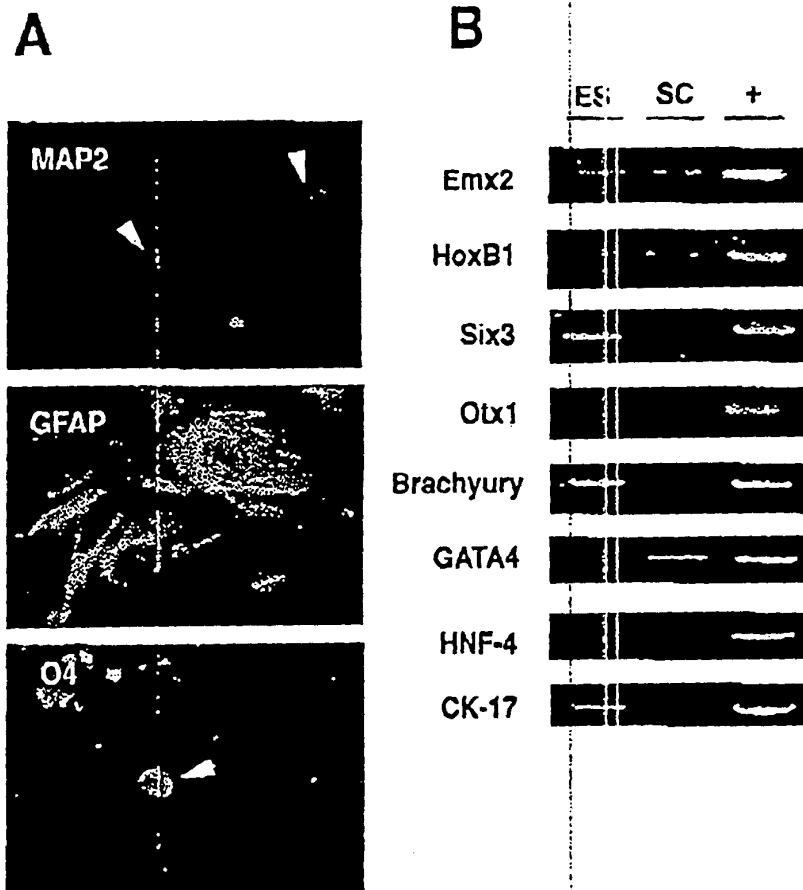 A
B
ES SC +
MAP2
GFAP
O4
Emx2
HoxB1
Six3
Otx1
Brachyury
GATA4
HNF-4
CK-17